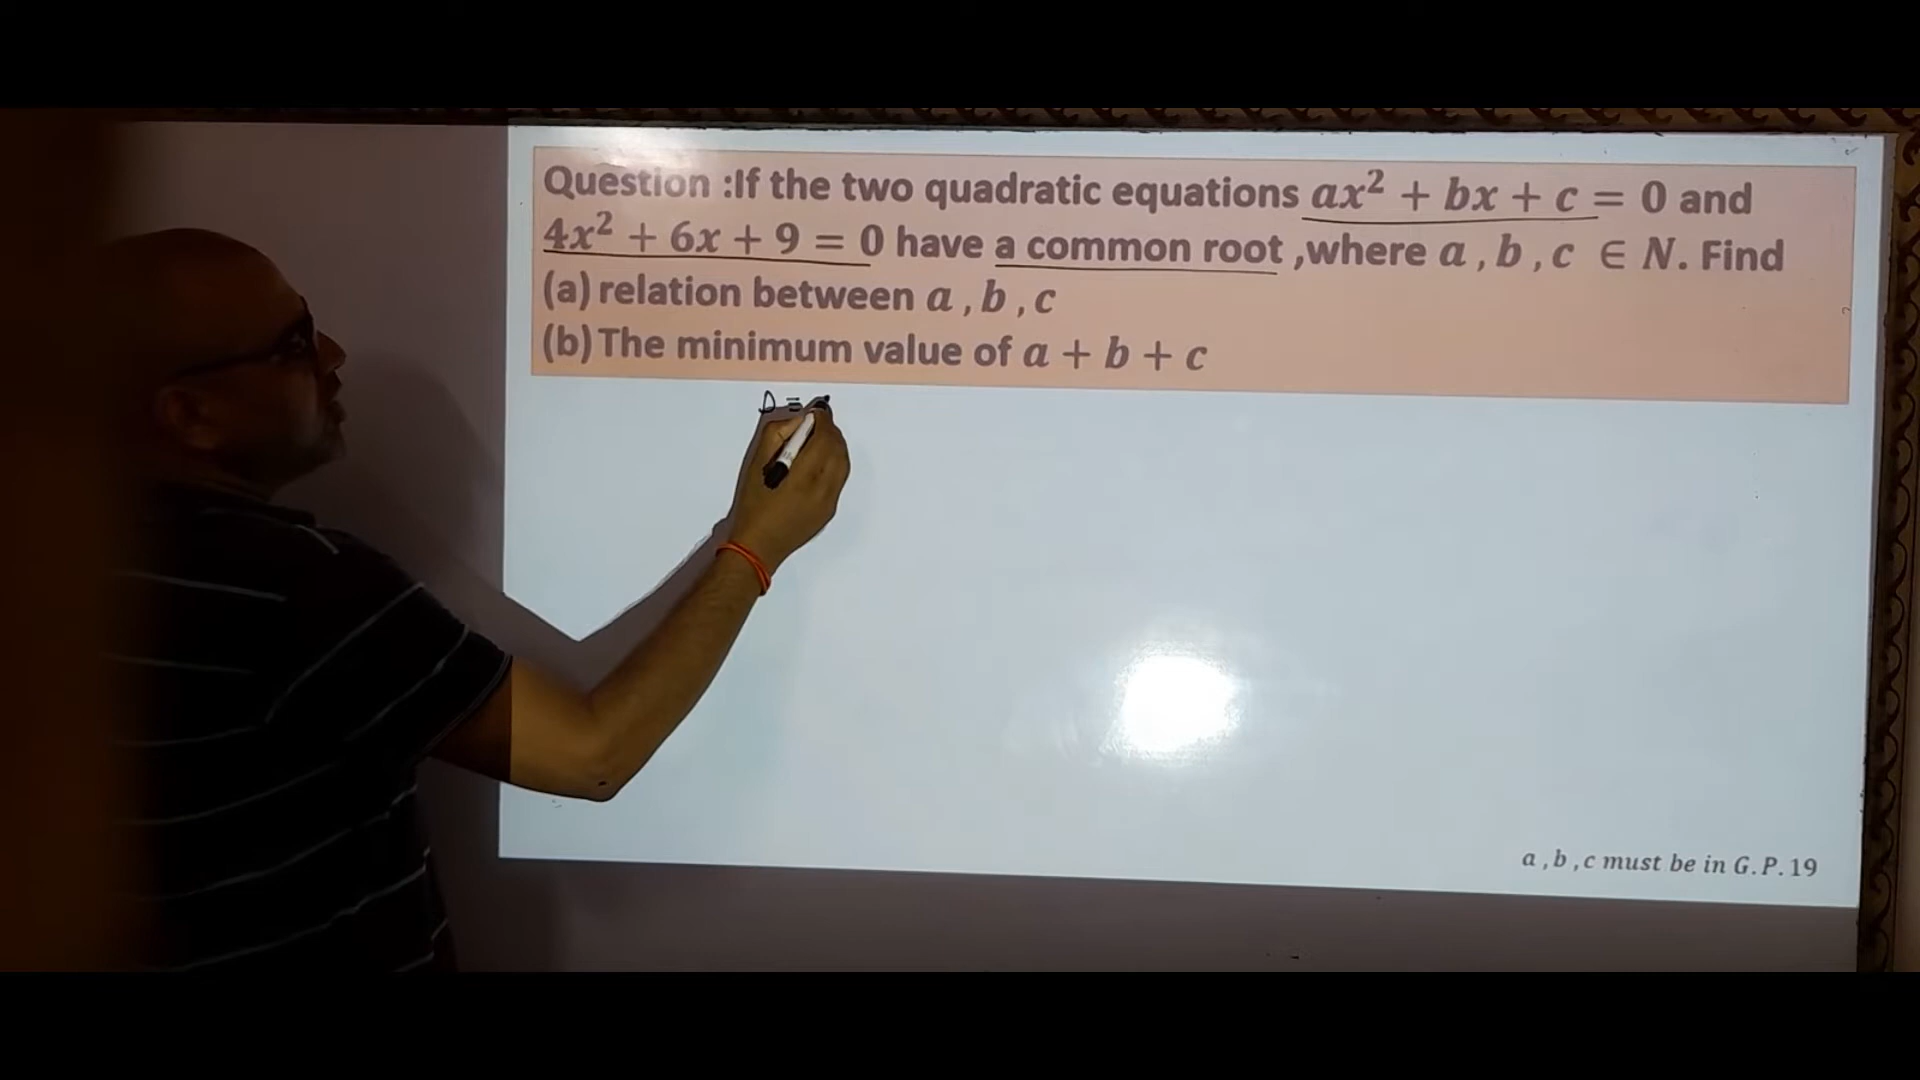 Question :If the two quadratic equations ax² + bx + c = 0 and
4x² + 6x + 9 = 0 have a common root ,where a , b , c ∈ N. Find
(a) relation between a , b , c
(b) The minimum value of a + b + c
D =
a , b , c must be in G. P. 19